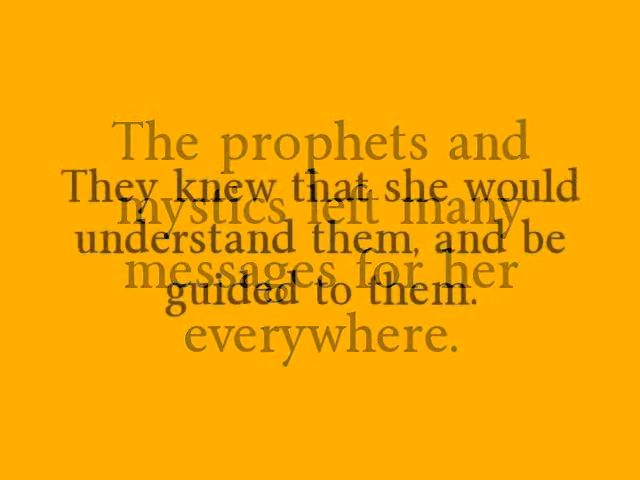 The prophets and
mystics left many
messages for her
everywhere.
They knew that she would
understand them, and be
guided to them.